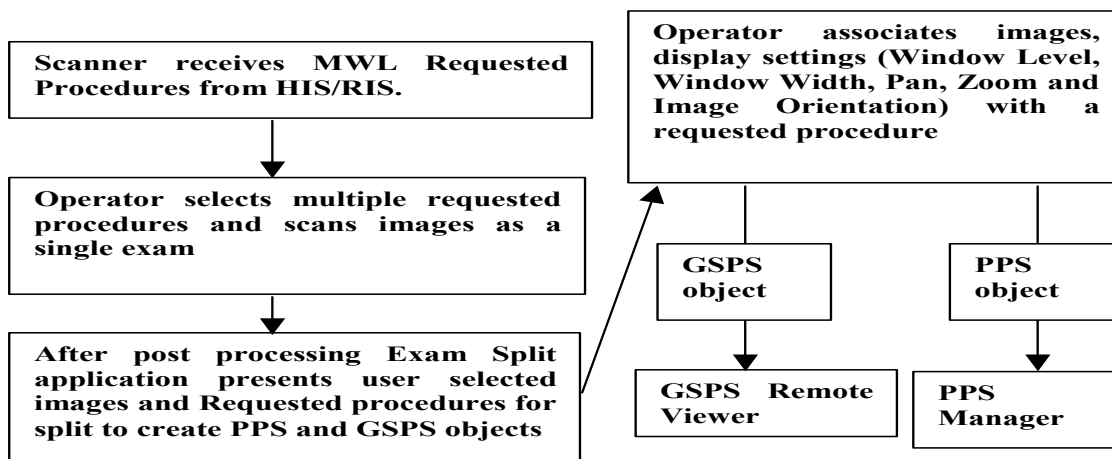 Scanner receives MWL Requested
Procedures from HIS/RIS.
Operator selects multiple requested
procedures and scans images as a
single exam
After post processing Exam Split
application presents user selected
images and Requested procedures for
split to create PPS and GSPS objects
Operator associates images,
display settings (Window Level,
Window Width, Pan, Zoom and
Image Orientation) with a
requested procedure
GSPS
object
PPS
object
GSPS Remote
Viewer
PPS
Manager